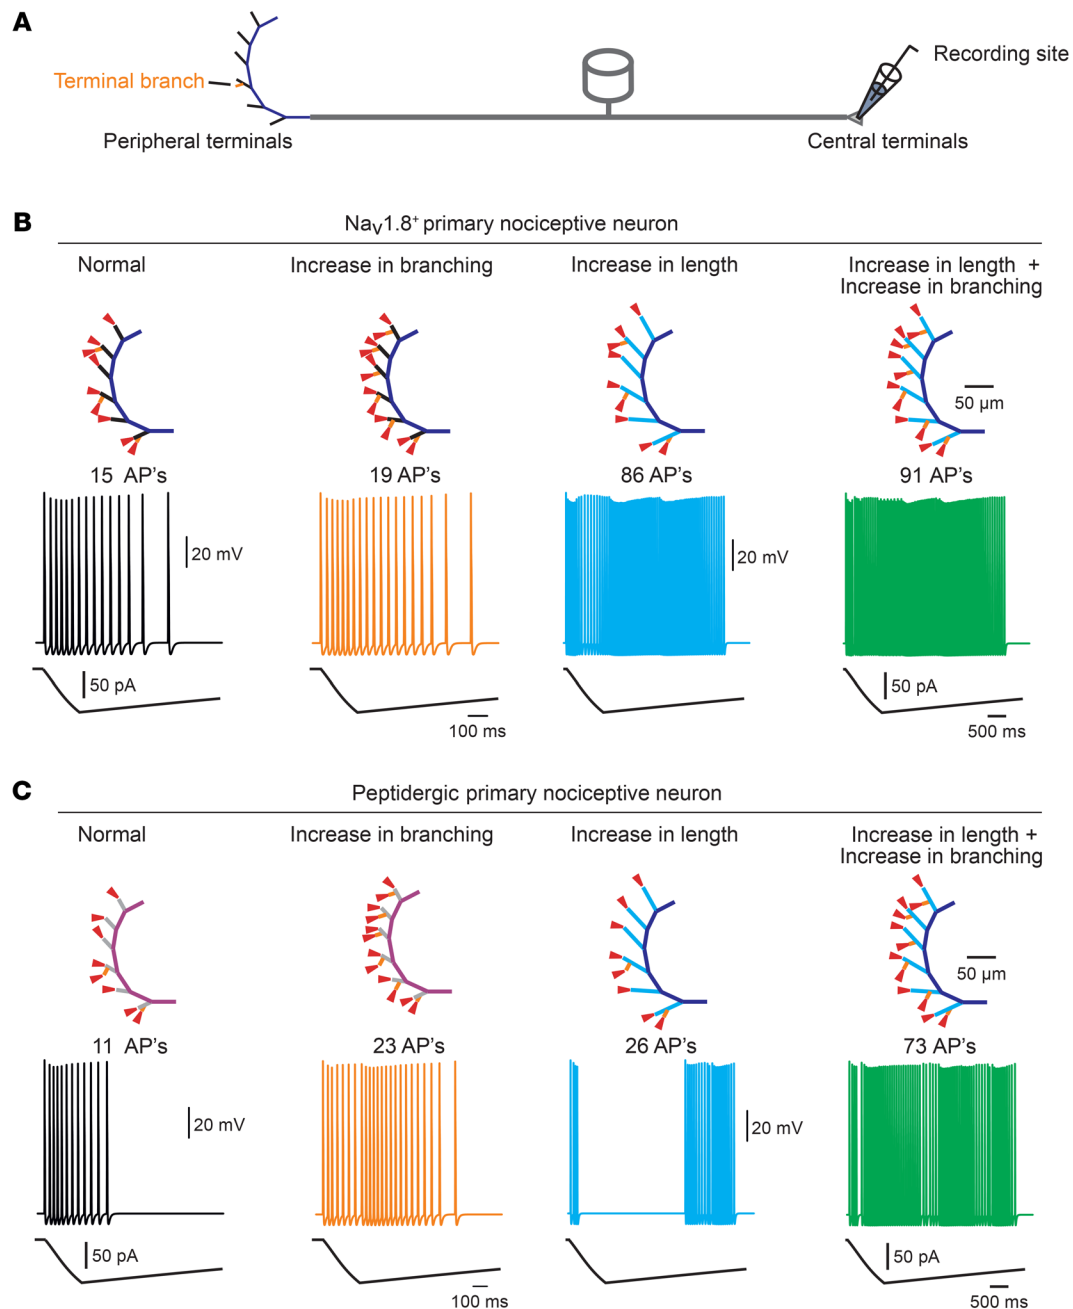 A
Recording site
Terminal branch
Peripheral terminals
Central terminals
B
Nav1.8+ primary nociceptive neuron
Normal
Increase in branching
Increase in length
Increase in length +
Increase in branching
50 µm
15 AP's
19 AP's
86 AP's
91 AP's
20 mV
20 mV
50 pA
50 pA
100 ms
500 ms
C
Peptidergic primary nociceptive neuron
Normal
Increase in branching
Increase in length
Increase in length +
Increase in branching
50 µm
11 AP's
23 AP's
26 AP's
73 AP's
20 mV
20 mV
50 pA
50 pA
100 ms
500 ms